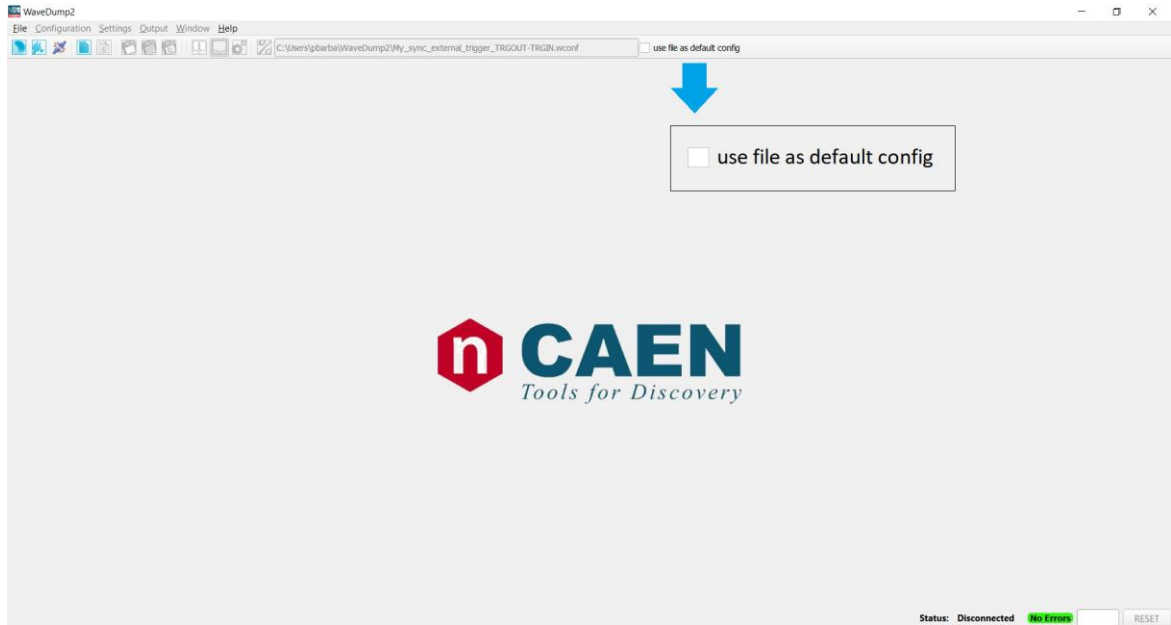 WaveDump2
File Configuration Settings Output Window Help
C:\Users\pbarba\WaveDump2\My_sync_external_trigger_TRGOUT-TRGIN.wconf use file as default config
use file as default config
n CAEN
Tools for Discovery
Status: Disconnected No Errors RESET